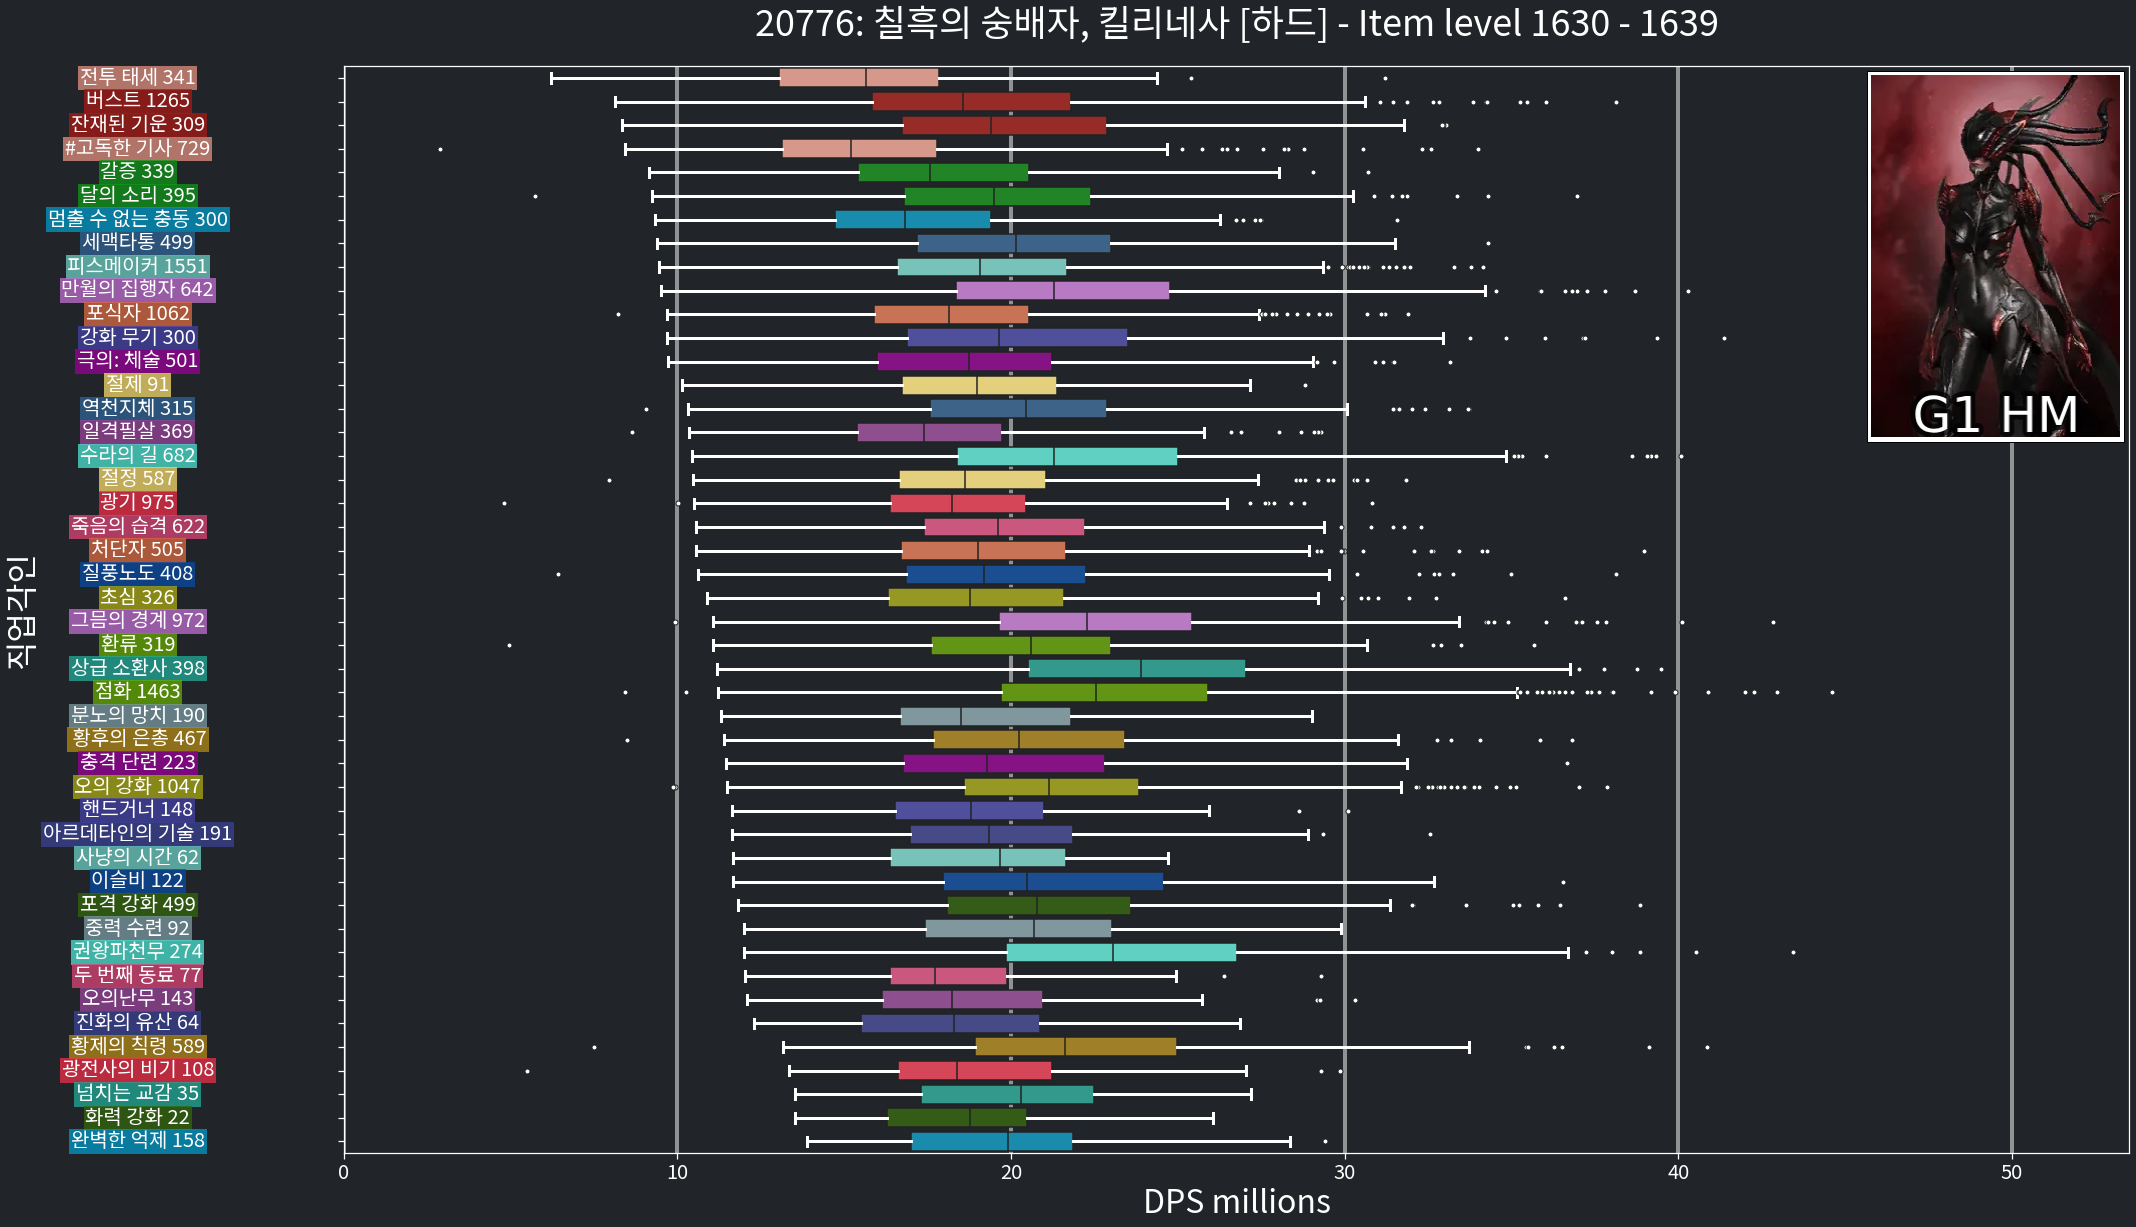 20776: 칠흑의 숭배자, 킬리네사 [하드] - Item level 1630 - 1639
전투 태세 341
버스트 1265
잔재된 기운 309
#고독한 기사 729
갈증 339
달의 소리 395
멈출 수 없는 충동 300
세맥타통 499
피스메이커 1551
만월의 집행자 642
포식자 1062
강화 무기 300
극의: 체술 501
절제 91
역천지체 315
일격필살 369
수라의 길 682
절정 587
광기 975
죽음의 습격 622
처단자 505
질풍노도 408
초심 326
그믐의 경계 972
환류 319
상급 소환사 398
점화 1463
분노의 망치 190
황후의 은총 467
충격 단련 223
오의 강화 1047
핸드거너 148
아르데타인의 기술 191
사냥의 시간 62
이슬비 122
포격 강화 499
중력 수련 92
권왕파천무 274
두 번째 동료 77
오의난무 143
진화의 유산 64
황제의 칙령 589
광전사의 비기 108
넘치는 교감 35
화력 강화 22
완벽한 억제 158
직업각인
G1 HM
0 10 20 30 40 50
DPS millions